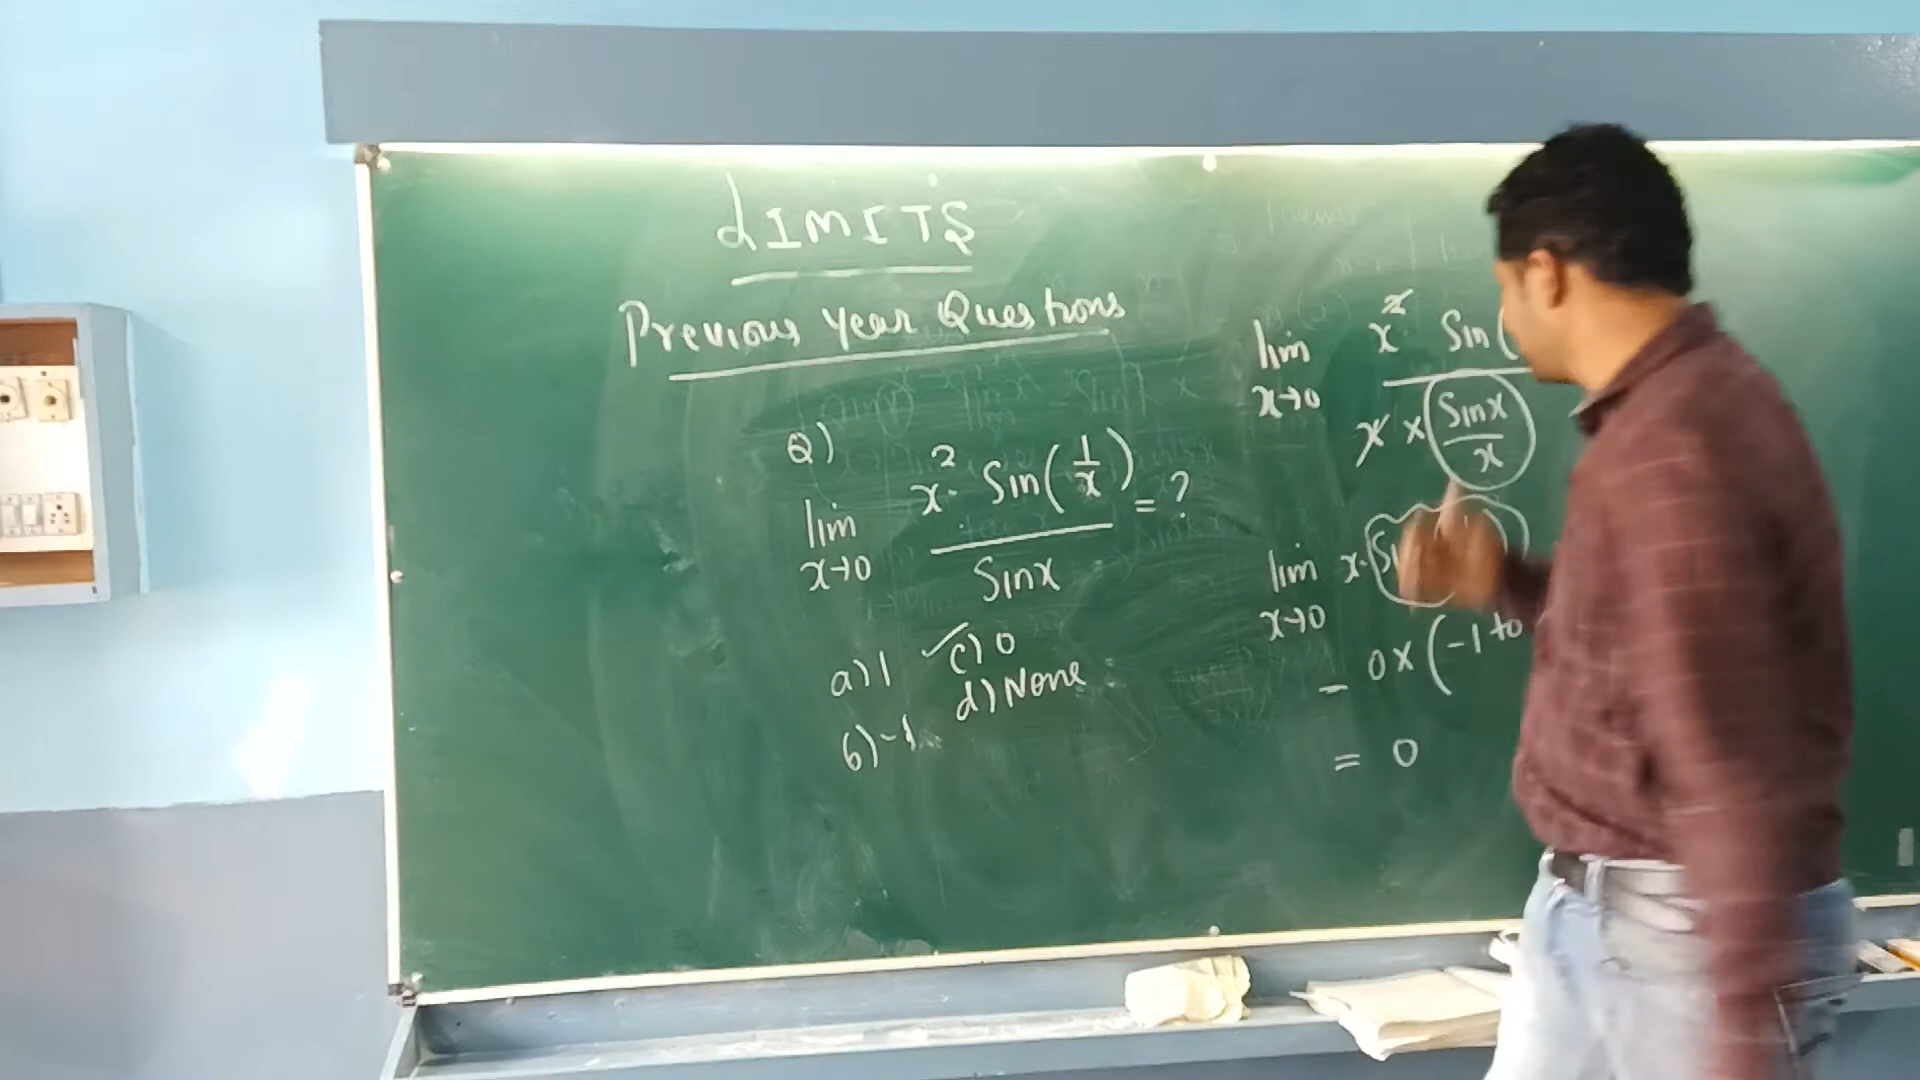 LIMITS
Previous Year Questions
Q)
lim x→0 x². Sin(1/x) / Sinx = ?
a) 1 c) 0
b) -1 d) None
lim x→0 x² Sin( / x × Sinx/x
lim x→0 x.
= 0 × (-1 to
= 0